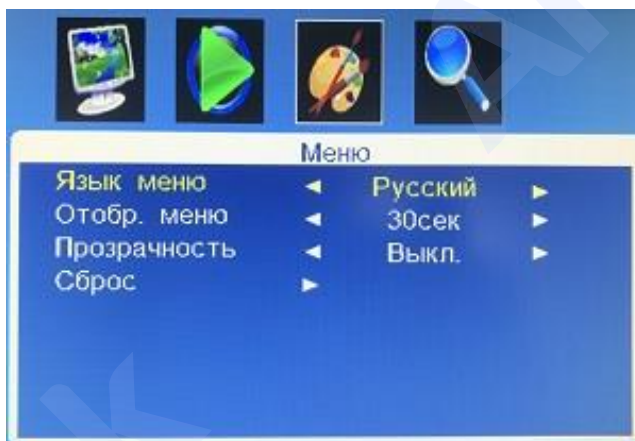 Меню
Язык меню ◄ Русский ►
Отобр. меню ◄ 30сек ►
Прозрачность ◄ Выкл. ►
Сброс ►